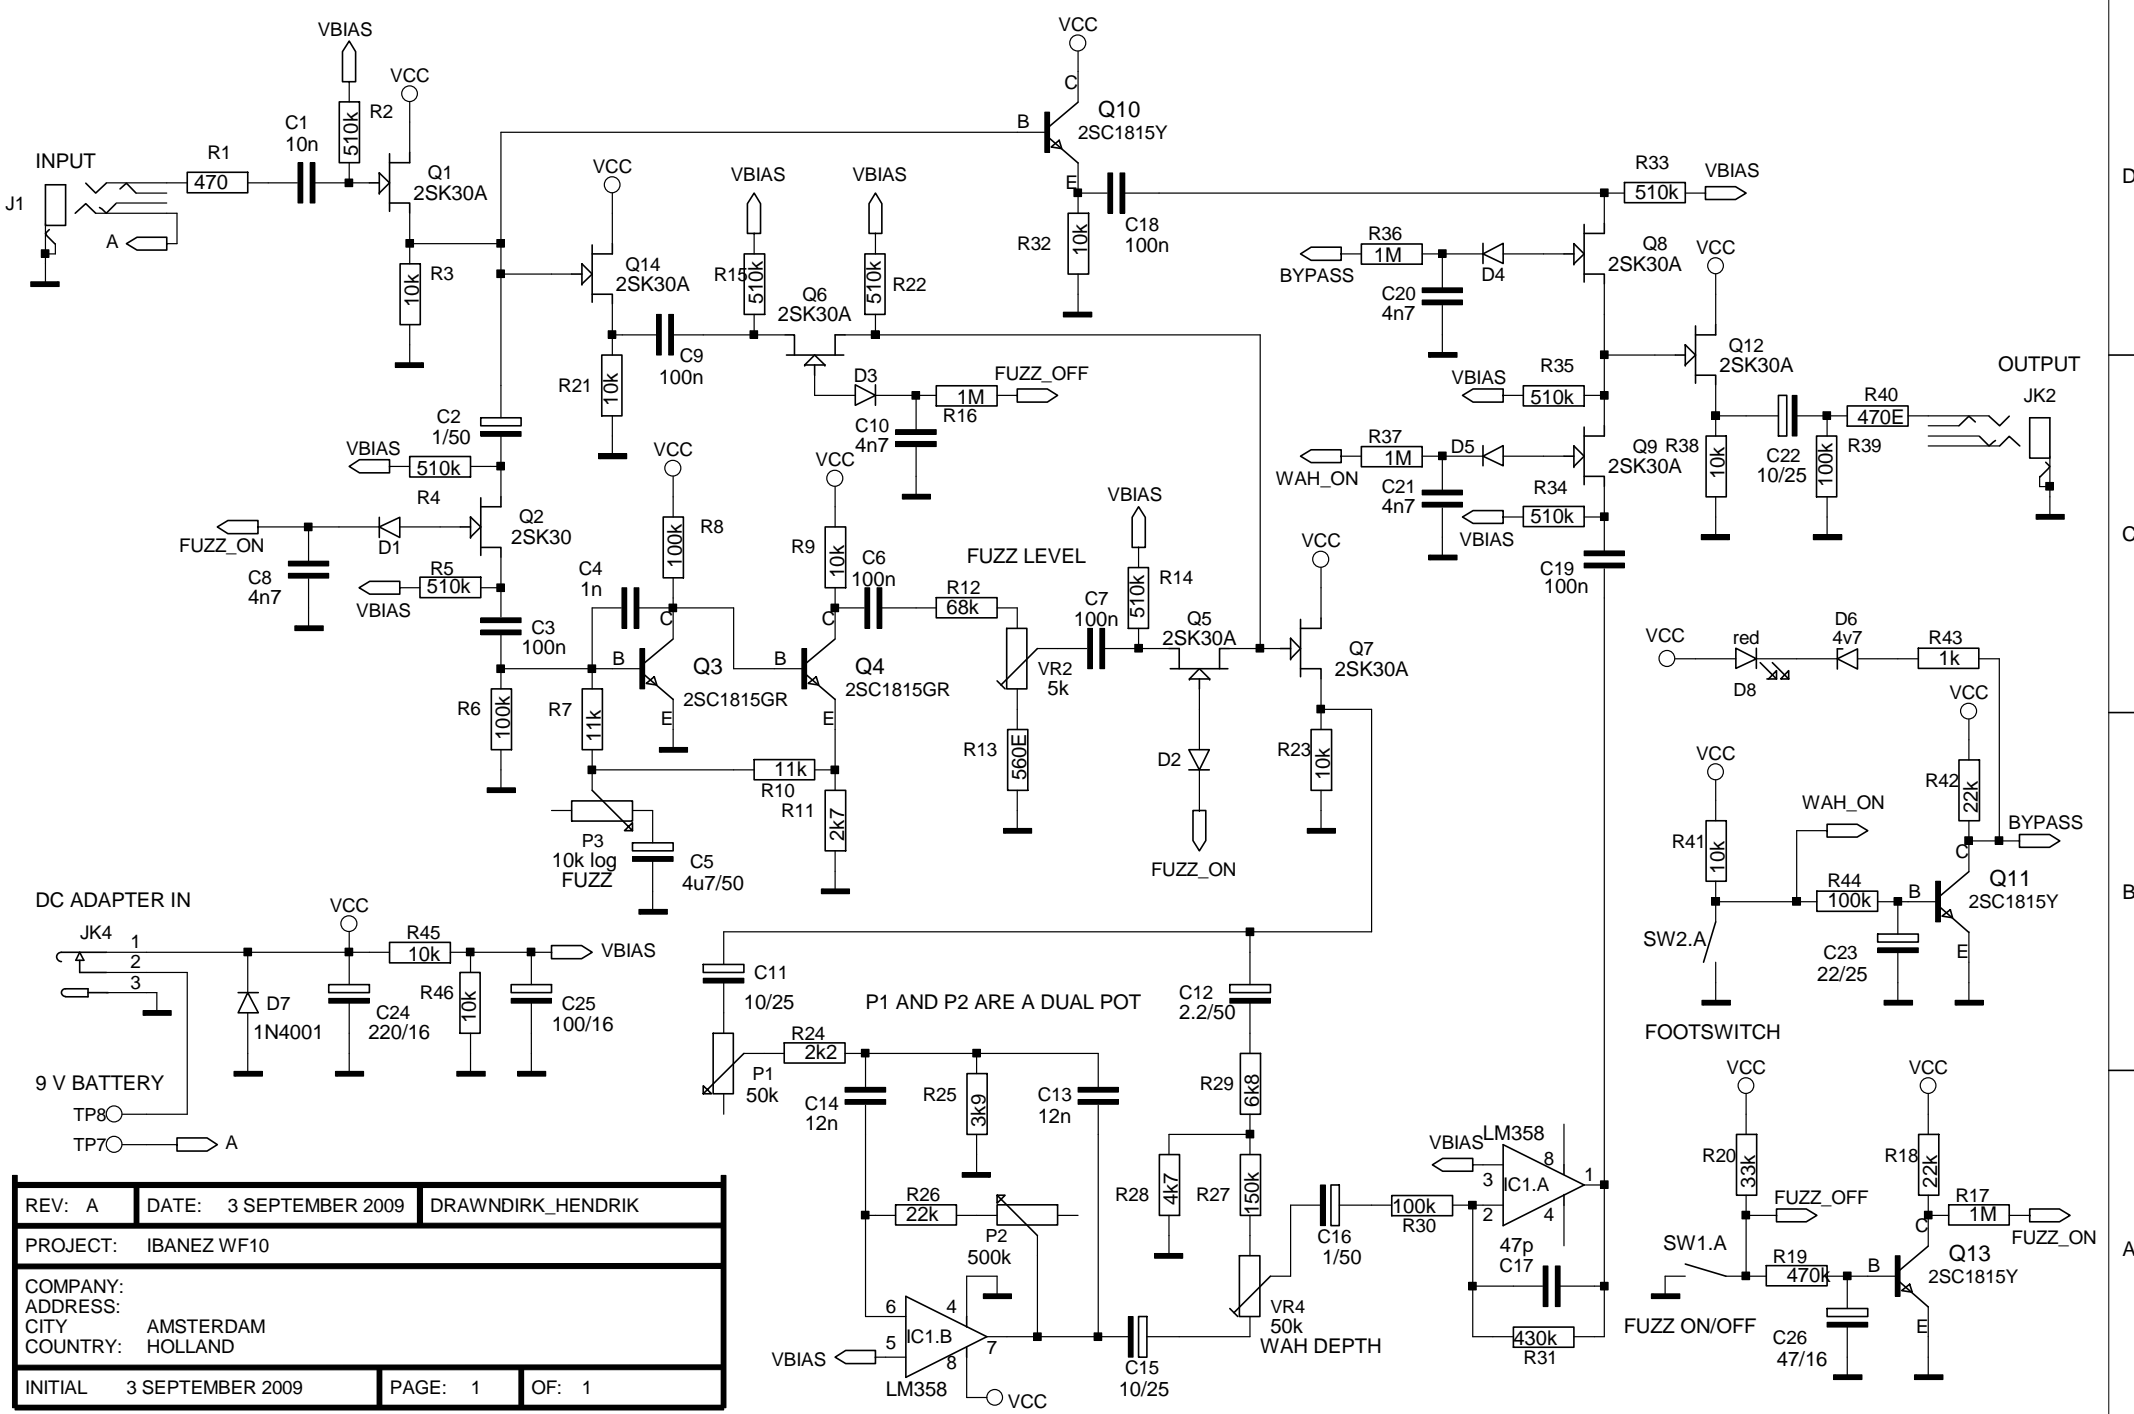 VBIAS
VCC
R2
510k
C1
10n
R1
470
INPUT
J1
A
Q1
2SK30A
R3
10k
VCC
C
B
E
Q10
2SC1815Y
R32
10k
C18
100n
VCC
Q14
2SK30A
R21
10k
C9
100n
VBIAS
R15
510k
Q6
2SK30A
VBIAS
510k
R22
D3
C10
4n7
1M
R16
FUZZ_OFF
R33
510k
VBIAS
BYPASS
R36
1M
C20
4n7
D4
Q8
2SK30A
VCC
Q12
2SK30A
VBIAS
R35
510k
WAH_ON
R37
1M
C21
4n7
D5
Q9
2SK30A
VBIAS
R34
510k
C19
100n
R38
10k
C22
10/25
R40
470E
R39
100k
OUTPUT
JK2
D
C
B
A
C2
1/50
VBIAS
510k
R4
FUZZ_ON
C8
4n7
D1
Q2
2SK30
VBIAS
R5
510k
C3
100n
R6
100k
R7
11k
C4
1n
VCC
R8
100k
C
B
E
Q3
2SC1815GR
VCC
R9
10k
C
B
E
Q4
2SC1815GR
C6
100n
R10
11k
R11
2k7
P3
10k log
FUZZ
C5
4u7/50
FUZZ LEVEL
R12
68k
VR2
5k
R13
560E
C7
100n
VBIAS
R14
510k
Q5
2SK30A
D2
FUZZ_ON
VCC
Q7
2SK30A
R23
10k
VCC
red
D8
D6
4v7
R43
1k
VCC
R42
22k
BYPASS
VCC
R41
10k
WAH_ON
R44
100k
B
C
E
Q11
2SC1815Y
C23
22/25
SW2.A
FOOTSWITCH
DC ADAPTER IN
JK4
1
2
3
VCC
R45
10k
VBIAS
D7
1N4001
C24
220/16
R46
10k
C25
100/16
9 V BATTERY
TP8
TP7
A
C11
10/25
P1 AND P2 ARE A DUAL POT
P1
50k
R24
2k2
C14
12n
R25
3k9
C13
12n
R26
22k
P2
500k
6
5
4
8
7
IC1.B
LM358
VBIAS
VCC
C15
10/25
C12
2.2/50
R29
6k8
R28
4k7
R27
150k
VR4
50k
WAH DEPTH
C16
1/50
100k
R30
VBIAS
LM358
IC1.A
3
2
8
4
1
47p
C17
430k
R31
VCC
R20
33k
FUZZ_OFF
SW1.A
FUZZ ON/OFF
R19
470k
C26
47/16
VCC
R18
22k
R17
1M
FUZZ_ON
B
C
E
Q13
2SC1815Y
REV: A
DATE: 3 SEPTEMBER 2009
DRAWNDIRK_HENDRIK
PROJECT: IBANEZ WF10
COMPANY:
ADDRESS:
CITY AMSTERDAM
COUNTRY: HOLLAND
INITIAL 3 SEPTEMBER 2009
PAGE: 1
OF: 1